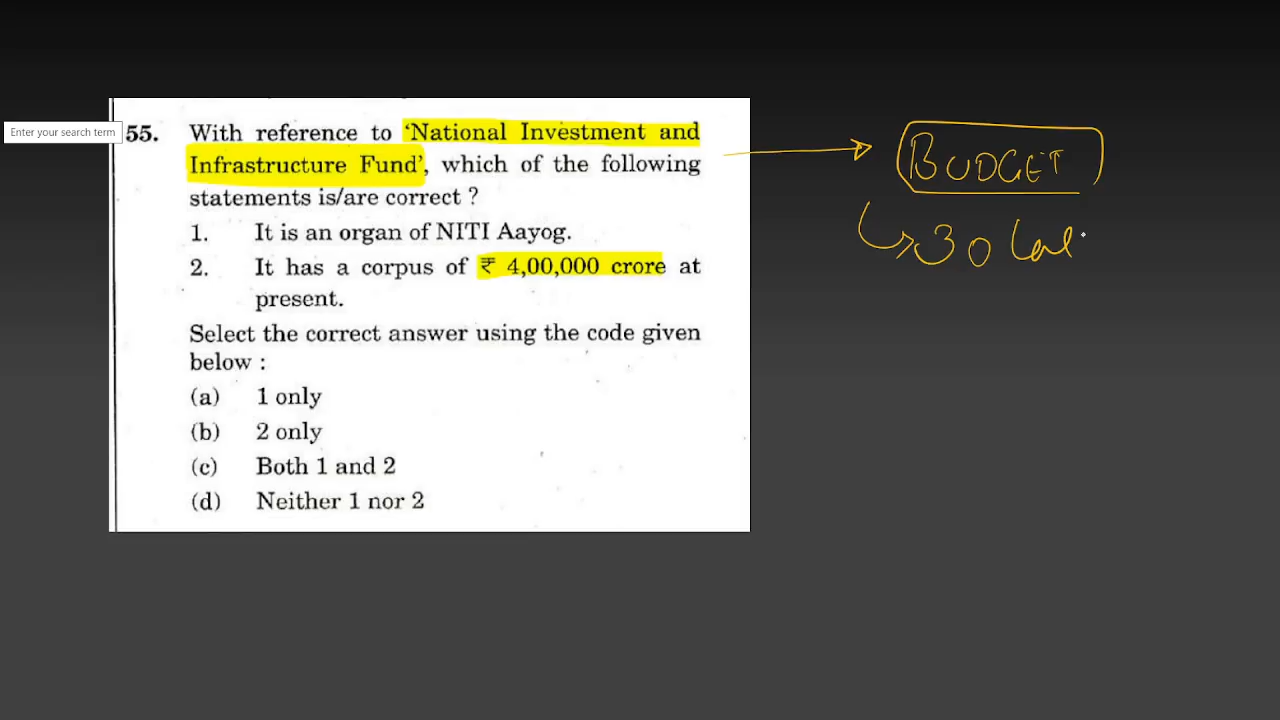 Enter your search term
55. With reference to ‘National Investment and
Infrastructure Fund’, which of the following
statements is/are correct ?
1. It is an organ of NITI Aayog.
2. It has a corpus of ₹ 4,00,000 crore at
present.
Select the correct answer using the code given
below :
(a) 1 only
(b) 2 only
(c) Both 1 and 2
(d) Neither 1 nor 2
BUDGET
30